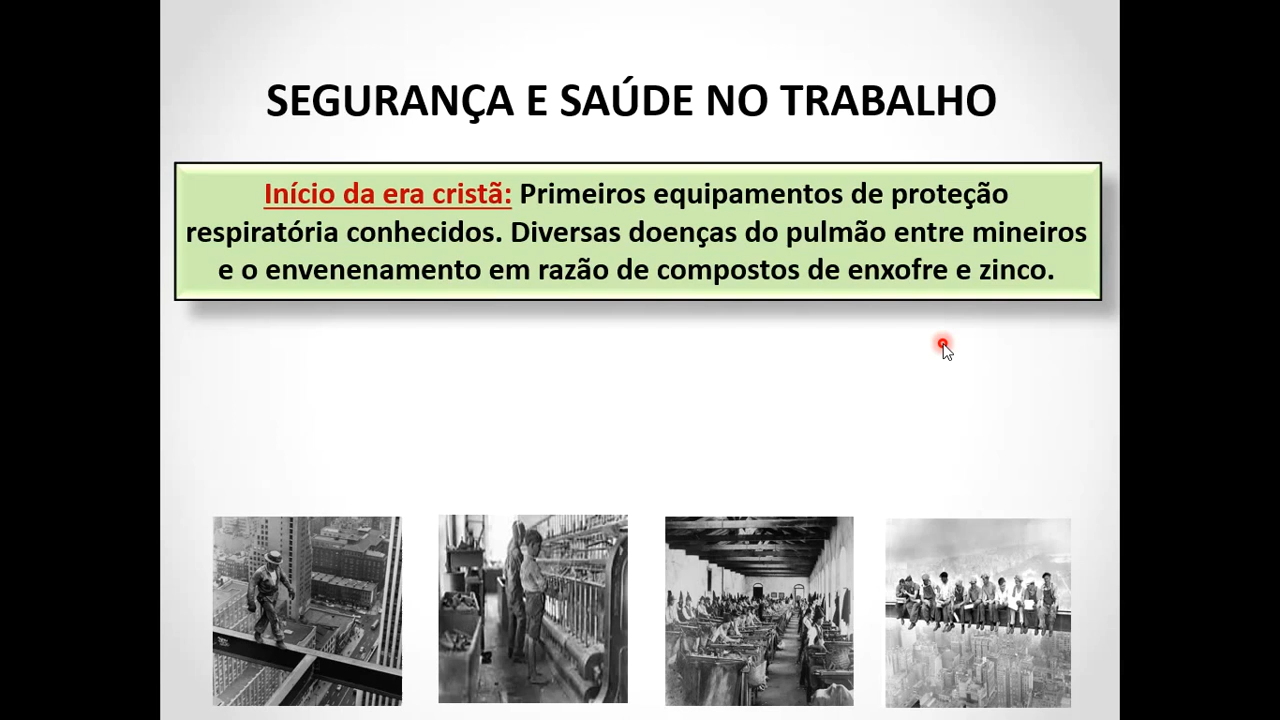 SEGURANÇA E SAÚDE NO TRABALHO
Início da era cristã: Primeiros equipamentos de proteção
respiratória conhecidos. Diversas doenças do pulmão entre mineiros
e o envenenamento em razão de compostos de enxofre e zinco.